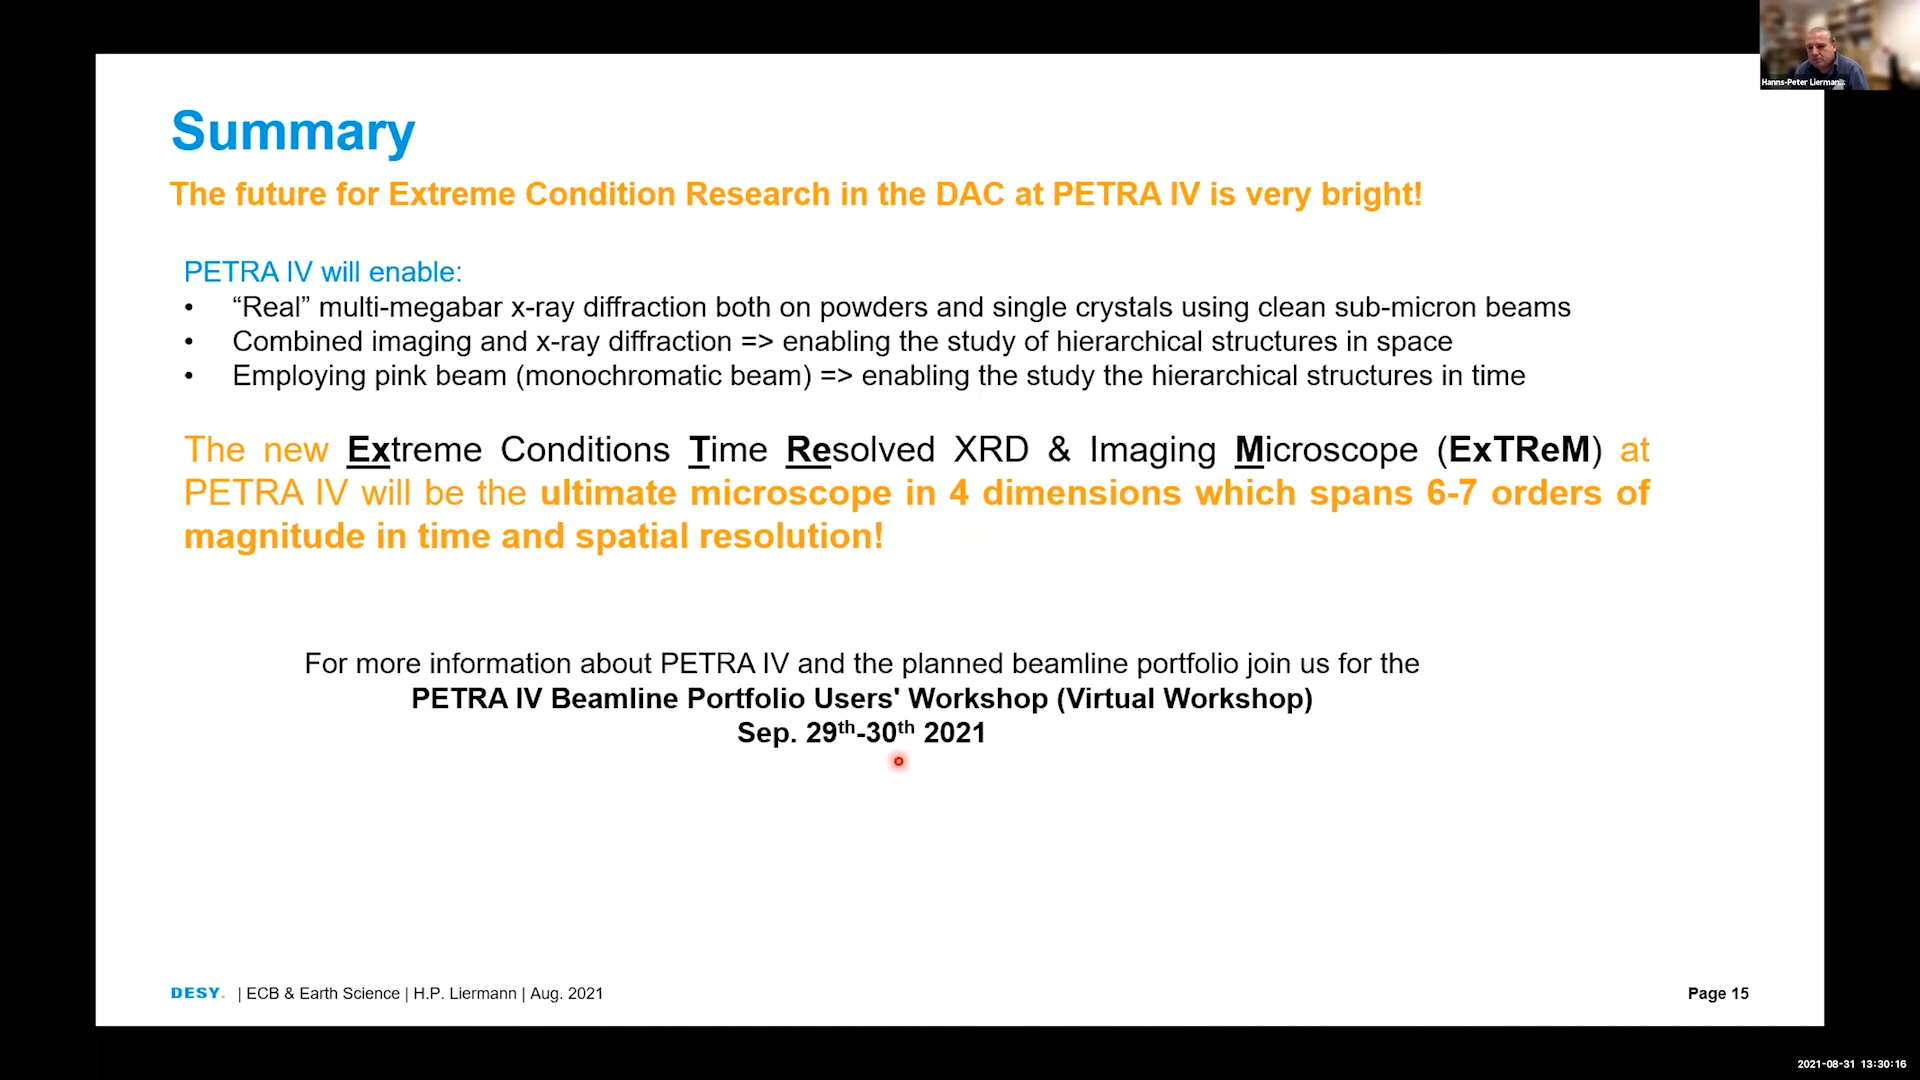 Hanns-Peter Liermann
Summary
The future for Extreme Condition Research in the DAC at PETRA IV is very bright!
PETRA IV will enable:
• “Real” multi-megabar x-ray diffraction both on powders and single crystals using clean sub-micron beams
• Combined imaging and x-ray diffraction => enabling the study of hierarchical structures in space
• Employing pink beam (monochromatic beam) => enabling the study the hierarchical structures in time
The new Extreme Conditions Time Resolved XRD & Imaging Microscope (ExTReM) at
PETRA IV will be the ultimate microscope in 4 dimensions which spans 6-7 orders of
magnitude in time and spatial resolution!
For more information about PETRA IV and the planned beamline portfolio join us for the
PETRA IV Beamline Portfolio Users' Workshop (Virtual Workshop)
Sep. 29th-30th 2021
DESY. | ECB & Earth Science | H.P. Liermann | Aug. 2021
Page 15
2021-08-31 13:30:16